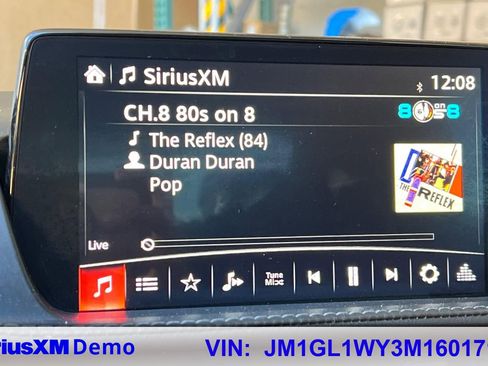 SiriusXM
12:08
CH.8 80s on 8
80s on 8
The Reflex (84)
Duran Duran
Pop
THE REFLEX
Live
Tune
Mix
iriusXM Demo
VIN: JM1GL1WY3M16017